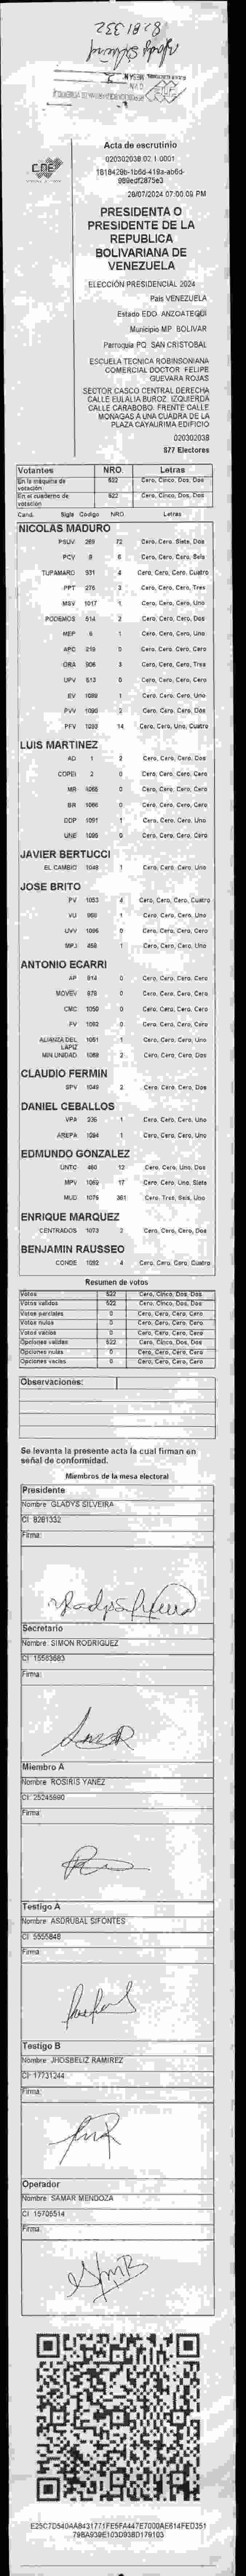 8281332
Gladys Silveira
CNE
Acta de escrutinio
020302038.02.1.0001
28/07/2024 07:00:09 PM
PRESIDENTA O
PRESIDENTE DE LA
REPUBLICA
BOLIVARIANA DE
VENEZUELA
ELECCIÓN PRESIDENCIAL 2024
País VENEZUELA
Estado EDO. ANZOATEGUI
Municipio MP. BOLIVAR
Parroquia PQ. SAN CRISTOBAL
ESCUELA TECNICA ROBINSONIANA
COMERCIAL DOCTOR FELIPE
GUEVARA ROJAS
SECTOR CASCO CENTRAL DERECHA
CALLE EULALIA BUROZ. IZQUIERDA
CALLE CARABOBO. FRENTE CALLE
MONAGAS A UNA CUADRA DE LA
PLAZA CAYAURIMA EDIFICIO
020302038
877 Electores
Votantes NRO. Letras
En la máquina de votación 522 Cero, Cinco, Dos, Dos
En el cuaderno de votación 522 Cero, Cinco, Dos, Dos
Cand. Sigla Código NRO. Letras
NICOLAS MADURO
PSUV 269 72 Cero, Cero, Siete, Dos
PCV 9 6 Cero, Cero, Cero, Seis
TUPAMARO 931 4 Cero, Cero, Cero, Cuatro
PPT 275 3 Cero, Cero, Cero, Tres
MSV 1017 1 Cero, Cero, Cero, Uno
PODEMOS 514 2 Cero, Cero, Cero, Dos
MEP 5 1 Cero, Cero, Cero, Uno
APC 219 0 Cero, Cero, Cero, Cero
ORA 906 3 Cero, Cero, Cero, Tres
UPV 513 0 Cero, Cero, Cero, Cero
EV 1089 1 Cero, Cero, Cero, Uno
PVV 1090 2 Cero, Cero, Cero, Dos
PFV 1093 14 Cero, Cero, Uno, Cuatro
LUIS MARTINEZ
AD 1 2 Cero, Cero, Cero, Dos
COPEI 2 0 Cero, Cero, Cero, Cero
MR 1065 0 Cero, Cero, Cero, Cero
BR 1066 0 Cero, Cero, Cero, Cero
DDP 1091 1 Cero, Cero, Cero, Uno
UNE 1095 0 Cero, Cero, Cero, Cero
JAVIER BERTUCCI
EL CAMBIO 1049 1 Cero, Cero, Cero, Uno
JOSE BRITO
PV 1053 4 Cero, Cero, Cero, Cuatro
VU 969 1 Cero, Cero, Cero, Uno
UVV 1096 0 Cero, Cero, Cero, Cero
MPJ 458 1 Cero, Cero, Cero, Uno
ANTONIO ECARRI
AP 914 0 Cero, Cero, Cero, Cero
MOVEV 879 0 Cero, Cero, Cero, Cero
CMC 1050 0 Cero, Cero, Cero, Cero
FV 1082 0 Cero, Cero, Cero, Cero
ALIANZA DEL LAPIZ 1051 1 Cero, Cero, Cero, Uno
MIN UNIDAD 1088 2 Cero, Cero, Cero, Dos
CLAUDIO FERMIN
SPV 1048 2 Cero, Cero, Cero, Dos
DANIEL CEBALLOS
VPA 236 1 Cero, Cero, Cero, Uno
AREPA 1094 1 Cero, Cero, Cero, Uno
EDMUNDO GONZALEZ
UNTC 460 12 Cero, Cero, Uno, Dos
MPV 1069 17 Cero, Cero, Uno, Siete
MUD 1075 361 Cero, Tres, Seis, Uno
ENRIQUE MARQUEZ
CENTRADOS 1073 2 Cero, Cero, Cero, Dos
BENJAMIN RAUSSEO
CONDE 1092 4 Cero, Cero, Cero, Cuatro
Resumen de votos
Votos 522 Cero, Cinco, Dos, Dos
Votos validos 522 Cero, Cinco, Dos, Dos
Votos parciales 0 Cero, Cero, Cero, Cero
Votos nulos 0 Cero, Cero, Cero, Cero
Votos vacios 0 Cero, Cero, Cero, Cero
Opciones validas 522 Cero, Cinco, Dos, Dos
Opciones nulas 0 Cero, Cero, Cero, Cero
Opciones vacias 0 Cero, Cero, Cero, Cero
Observaciones:
Se levanta la presente acta la cual firman en
señal de conformidad.
Miembros de la mesa electoral
Presidente
Nombre: GLADYS SILVEIRA
CI: 8281332
Firma:
Gladys Silveira
Secretario
Nombre: SIMON RODRIGUEZ
CI: 15563683
Firma:
Miembro A
Nombre: ROSIRIS YANEZ
CI: 25245990
Firma:
Testigo A
Nombre: ASDRUBAL SIFONTES
CI: 5555848
Firma:
Testigo B
Nombre: JHOSBELIZ RAMIREZ
CI: 17731244
Firma:
Operador
Nombre: SAMAR MENDOZA
CI: 15705514
Firma: